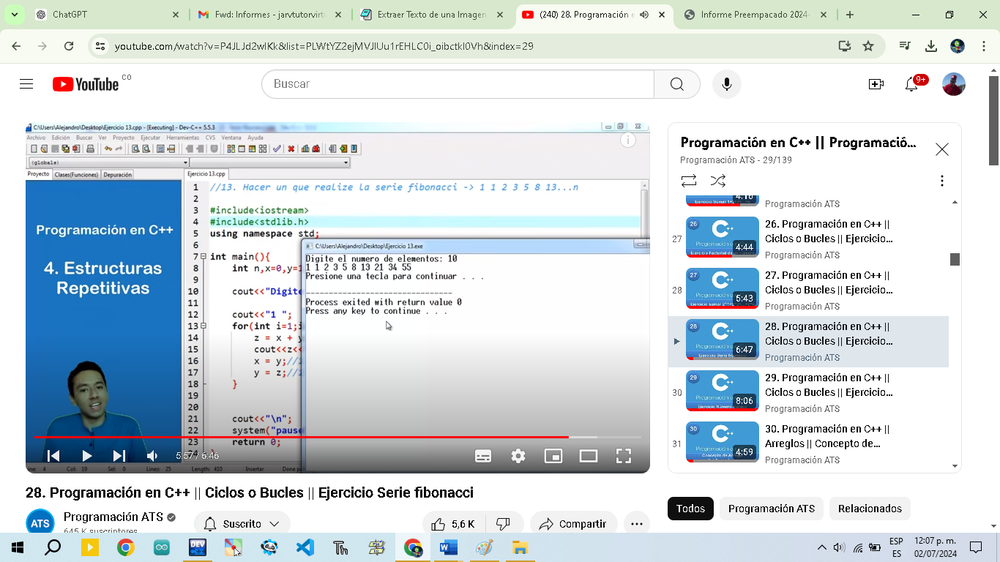 ChatGPT
Fwd: Informes - jarvtutorvirt
Extraer Texto de una Imagen
(240) 28. Programación e
Informe Preempacado 2024-
youtube.com/watch?v=P4JLJd2wIKk&list=PLWtYZ2ejMVJlUu1rEHLC0i_oibctkl0Vh&index=29
YouTube CO
Buscar
9+
C:\Users\Alejandro\Desktop\Ejercicio 13.cpp - [Executing] - Dev-C++ 5.5.3
Archivo Edición Buscar Ver Proyecto Ejecutar Herramientas CVS Ventana Ayuda
(globals)
Proyecto Clases(Funciones) Depuración
Ejercicio 13.cpp
Programación en C++
4. Estructuras
Repetitivas
1 //13. Hacer un que realize la serie fibonacci -> 1 1 2 3 5 8 13...n
2
3 #include<iostream>
4 #include<stdlib.h>
5 using namespace std;
6
7 int main(){
8 int n,x=0,y=1
9
10 cout<<"Digite
11
12 cout<<"1 ";
13 for(int i=1;i
14 z = x + y
15 cout<<z<<
16 x = y;//
17 y = z;//
18 }
19
20
21 cout<<"\n";
22 system("pause
23 return 0;
C:\Users\Alejandro\Desktop\Ejercicio 13.exe
Digite el numero de elementos: 10
1 1 2 3 5 8 13 21 34 55
Presione una tecla para continuar . . .
--------------------------------
Process exited with return value 0
Press any key to continue . . .
5:57 / 6:46
4 Col: 19 Sel: 0 Lines: 25 Length: 410 Insertar Done
28. Programación en C++ || Ciclos o Bucles || Ejercicio Serie fibonacci
ATS
Programación ATS
645 K suscriptores
Suscrito
5,6 K
Compartir
Programación en C++ || Programació...
Programación ATS - 29/139
4:16
Programación ATS
27
26
4:44
26. Programación en C++ ||
Ciclos o Bucles || Ejercicio...
Programación ATS
28
27
5:43
27. Programación en C++ ||
Ciclos o Bucles || Ejercicio...
Programación ATS
28
6:47
28. Programación en C++ ||
Ciclos o Bucles || Ejercicio...
Programación ATS
30
29
8:06
29. Programación en C++ ||
Ciclos o Bucles || Ejercicio...
Programación ATS
31
30
4:59
30. Programación en C++ ||
Arreglos || Concepto de...
Programación ATS
Todos
Programación ATS
Relacionados
ESP
ES
12:07 p. m.
02/07/2024